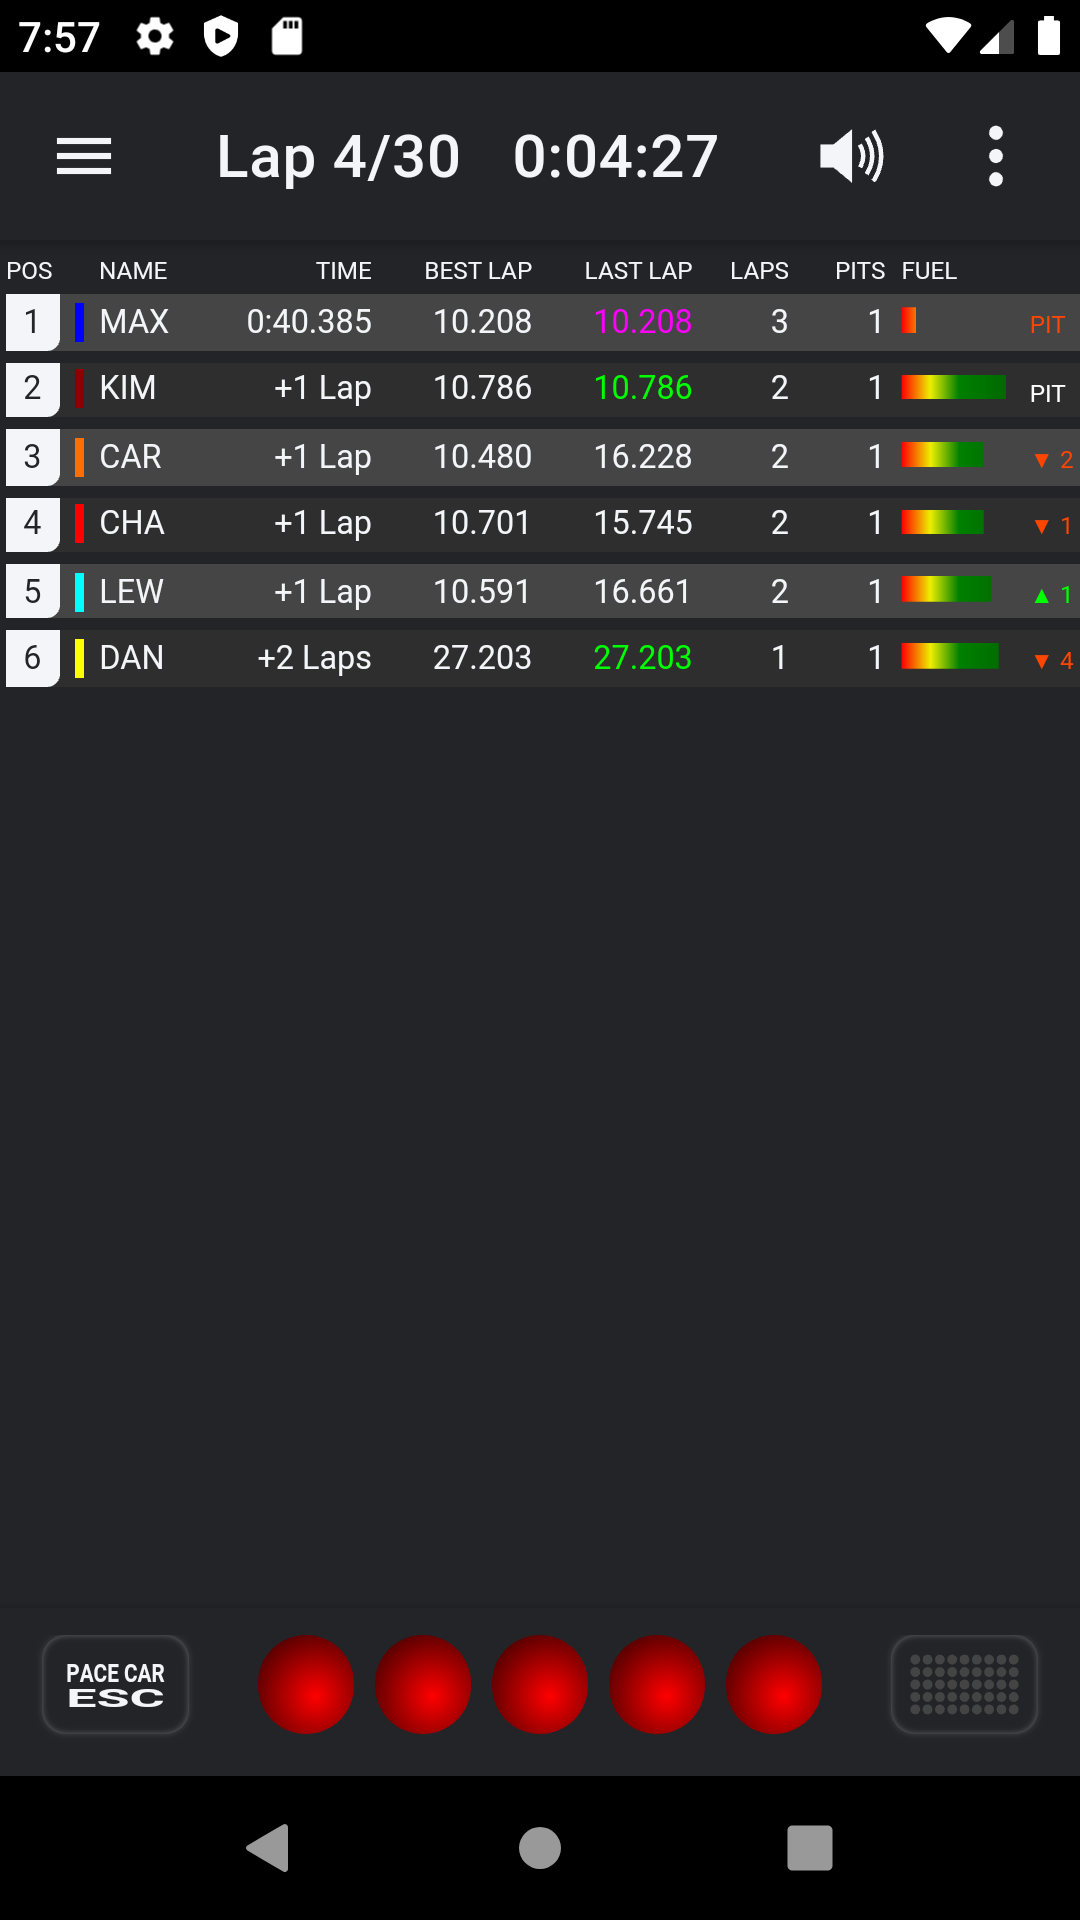 7:57
Lap 4/30 0:04:27
POS NAME TIME BEST LAP LAST LAP LAPS PITS FUEL
1 MAX 0:40.385 10.208 10.208 3 1 PIT
2 KIM +1 Lap 10.786 10.786 2 1 PIT
3 CAR +1 Lap 10.480 16.228 2 1 ▼ 2
4 CHA +1 Lap 10.701 15.745 2 1 ▼ 1
5 LEW +1 Lap 10.591 16.661 2 1 ▲ 1
6 DAN +2 Laps 27.203 27.203 1 1 ▼ 4
PACE CAR
ESC